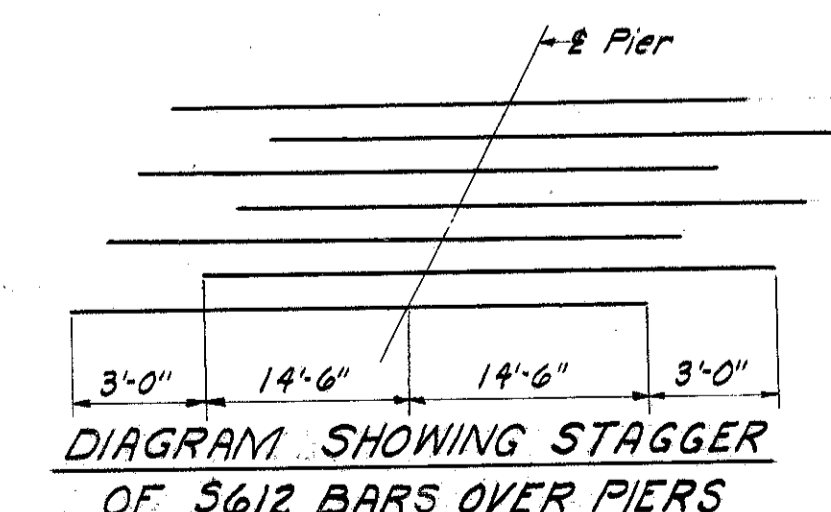 ℄ Pier
3'-0" 14'-6" 14'-6" 3'-0"
DIAGRAM SHOWING STAGGER
OF S612 BARS OVER PIERS